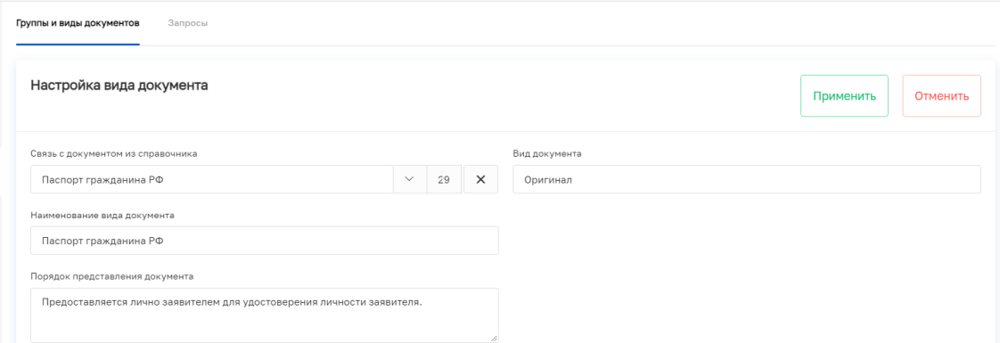 Группы и виды документов Запросы
Настройка вида документа
Применить Отменить
Связь с документом из справочника Вид документа
Паспорт гражданина РФ 29 Оригинал
Наименование вида документа
Паспорт гражданина РФ
Порядок представления документа
Предоставляется лично заявителем для удостоверения личности заявителя.